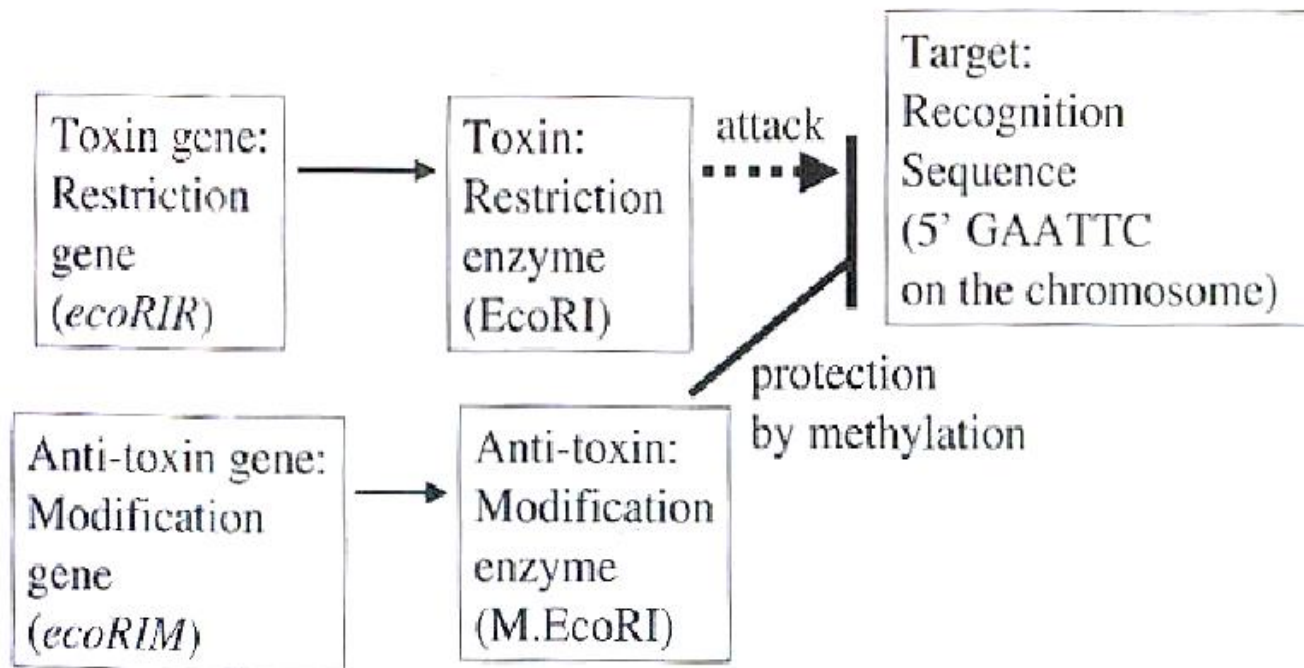 Toxin gene:
Restriction
gene
(ecoRIR)
Toxin:
Restriction
enzyme
(EcoRI)
attack
Target:
Recognition
Sequence
(5' GAATTC
on the chromosome)
protection
by methylation
Anti-toxin gene:
Modification
gene
(ecoRIM)
Anti-toxin:
Modification
enzyme
(M.EcoRI)